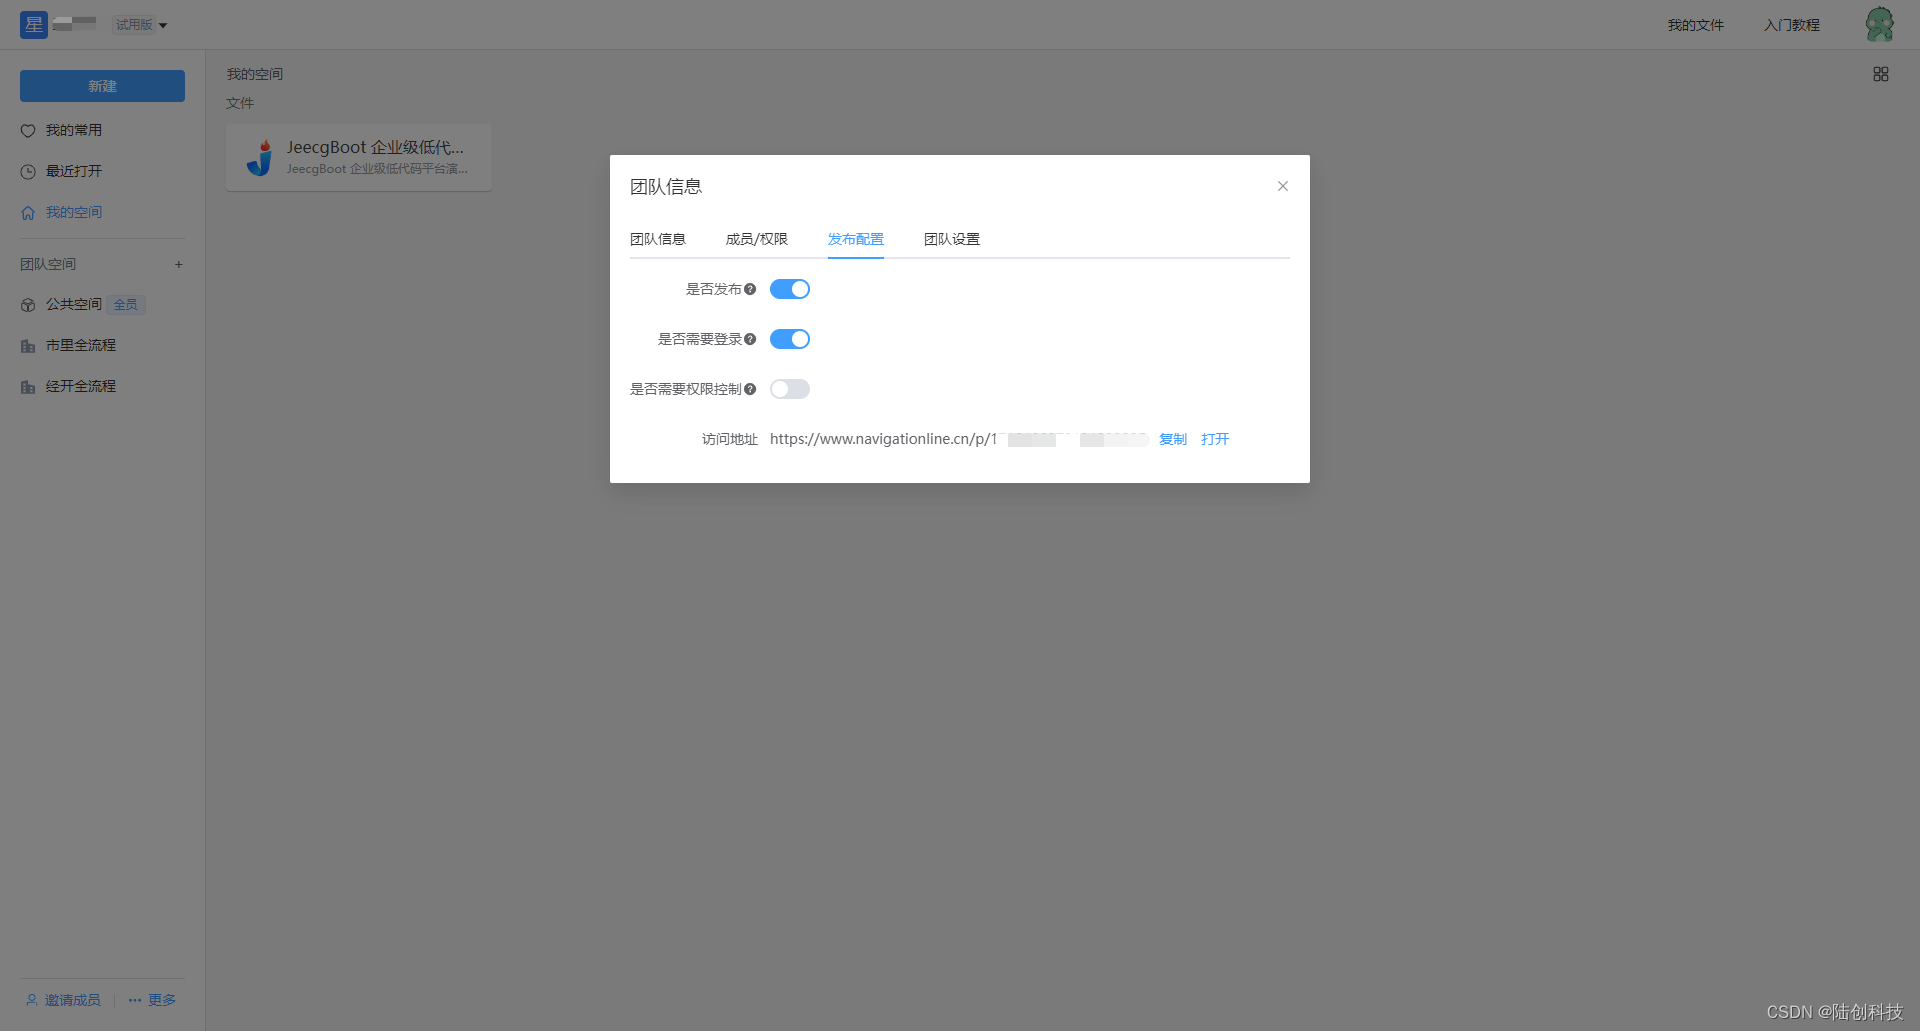 星
试用版
我的文件
入门教程
新建
我的常用
最近打开
我的空间
团队空间 +
公共空间 全员
市里全流程
经开全流程
邀请成员
更多
我的空间
文件
JeecgBoot 企业级低代...
JeecgBoot 企业级低代码平台演...
团队信息
团队信息 成员/权限 发布配置 团队设置
是否发布
是否需要登录
是否需要权限控制
访问地址 https://www.navigationline.cn/p/1 复制 打开
CSDN @陆创科技